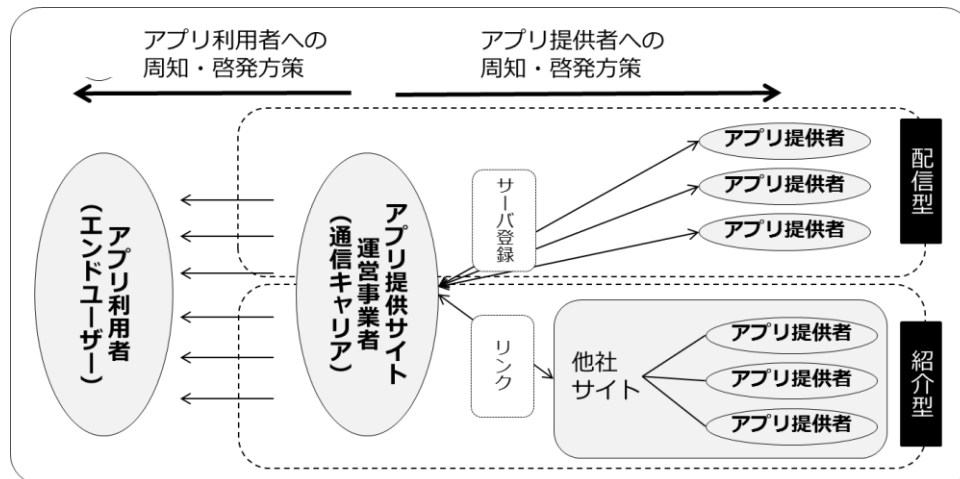 アプリ利用者への
周知・啓発方策
アプリ提供者への
周知・啓発方策
アプリ利用者
(エンドユーザー)
アプリ提供サイト
運営事業者
(通信キャリア)
サーバ登録
アプリ提供者
アプリ提供者
アプリ提供者
配信型
リンク
他社
サイト
アプリ提供者
アプリ提供者
アプリ提供者
紹介型